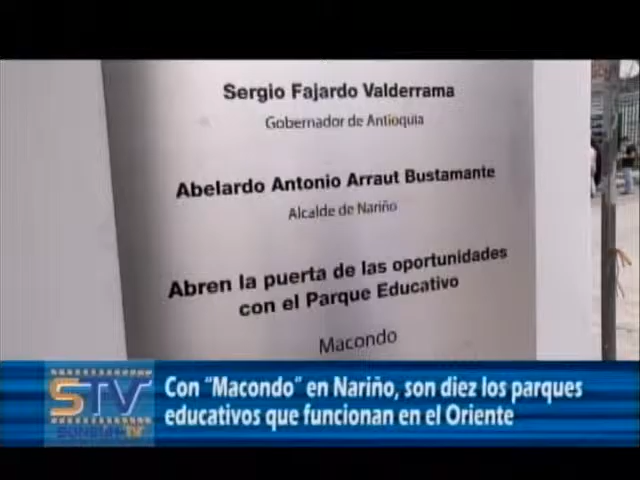 Sergio Fajardo Valderrama
Gobernador de Antioquia
Abelardo Antonio Arraut Bustamante
Alcalde de Nariño
Abren la puerta de las oportunidades
con el Parque Educativo
Macondo
STV
Con "Macondo" en Nariño, son diez los parques
educativos que funcionan en el Oriente